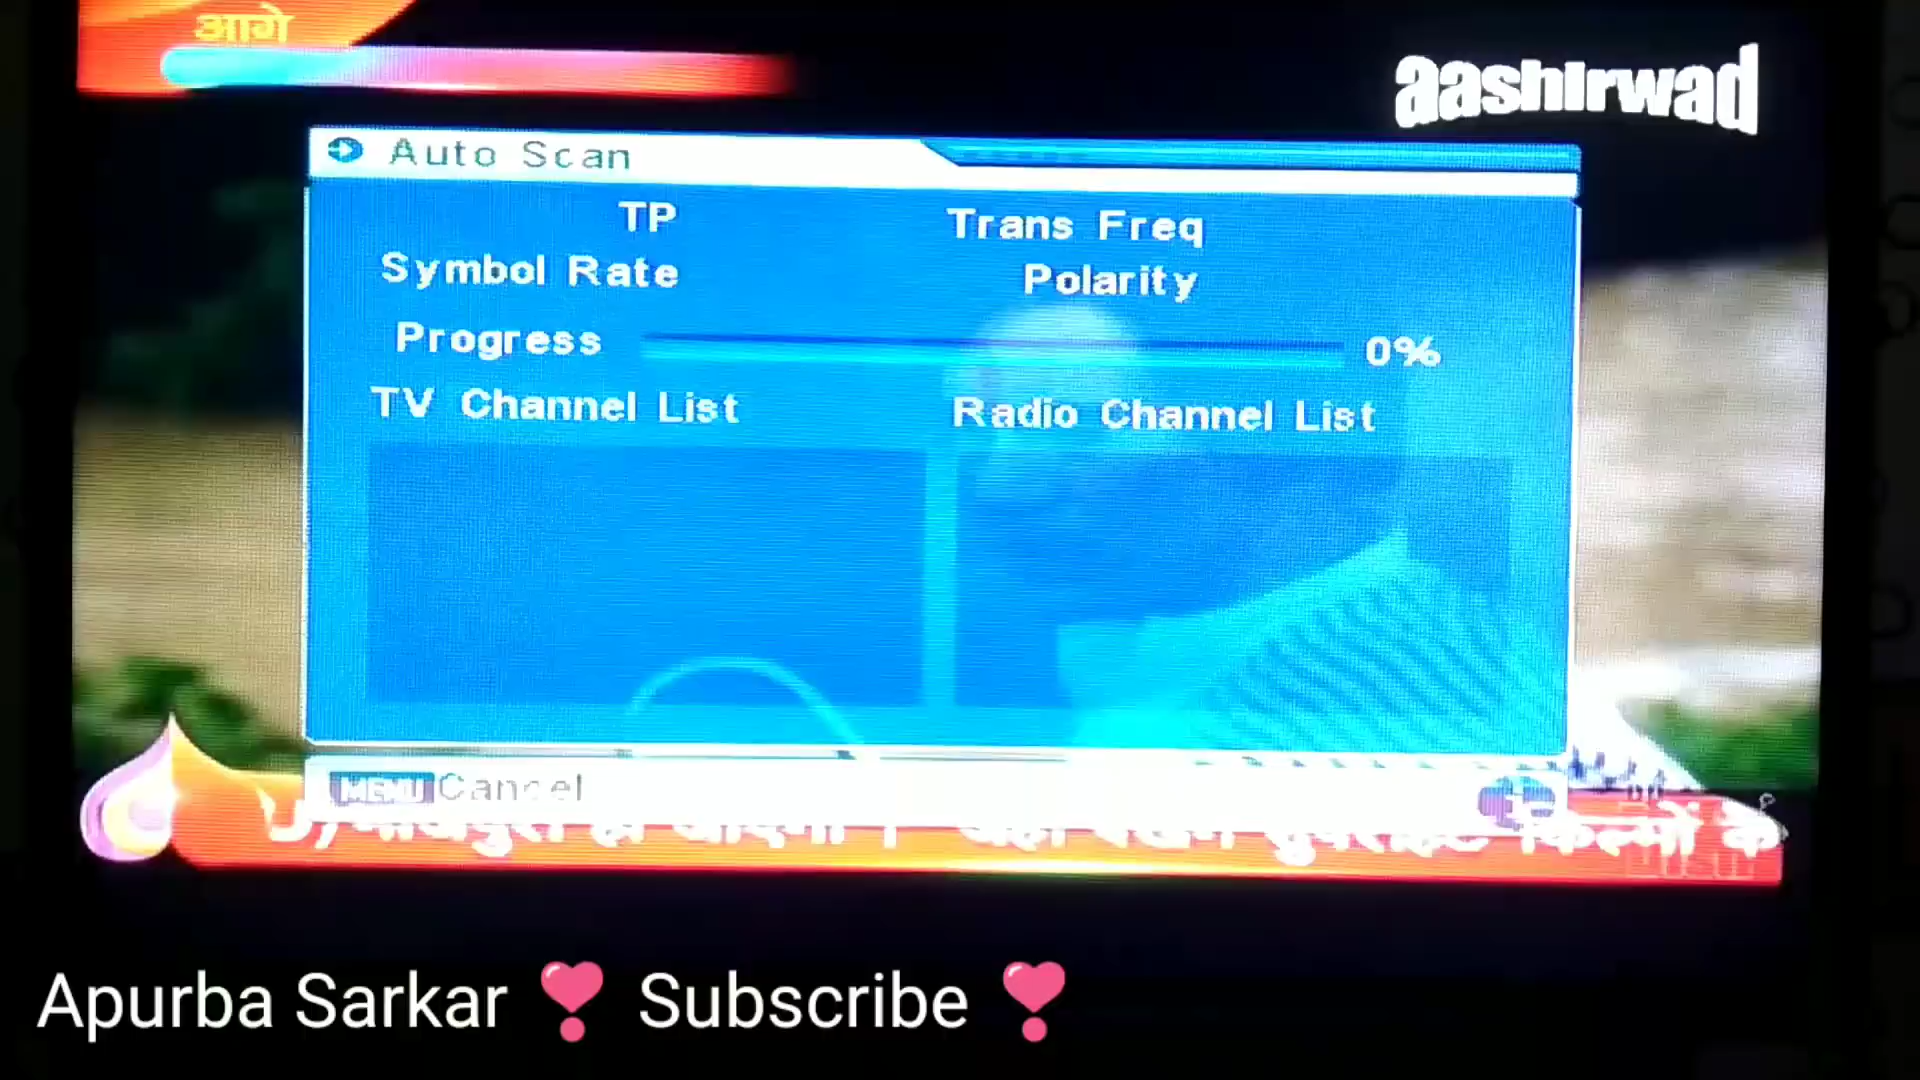 आगे
aashirwad
Auto Scan
TP
Trans Freq
Symbol Rate
Polarity
Progress
0%
TV Channel List
Radio Channel List
MENU Cancel
फिल्मों के
Apurba Sarkar ❣ Subscribe ❣